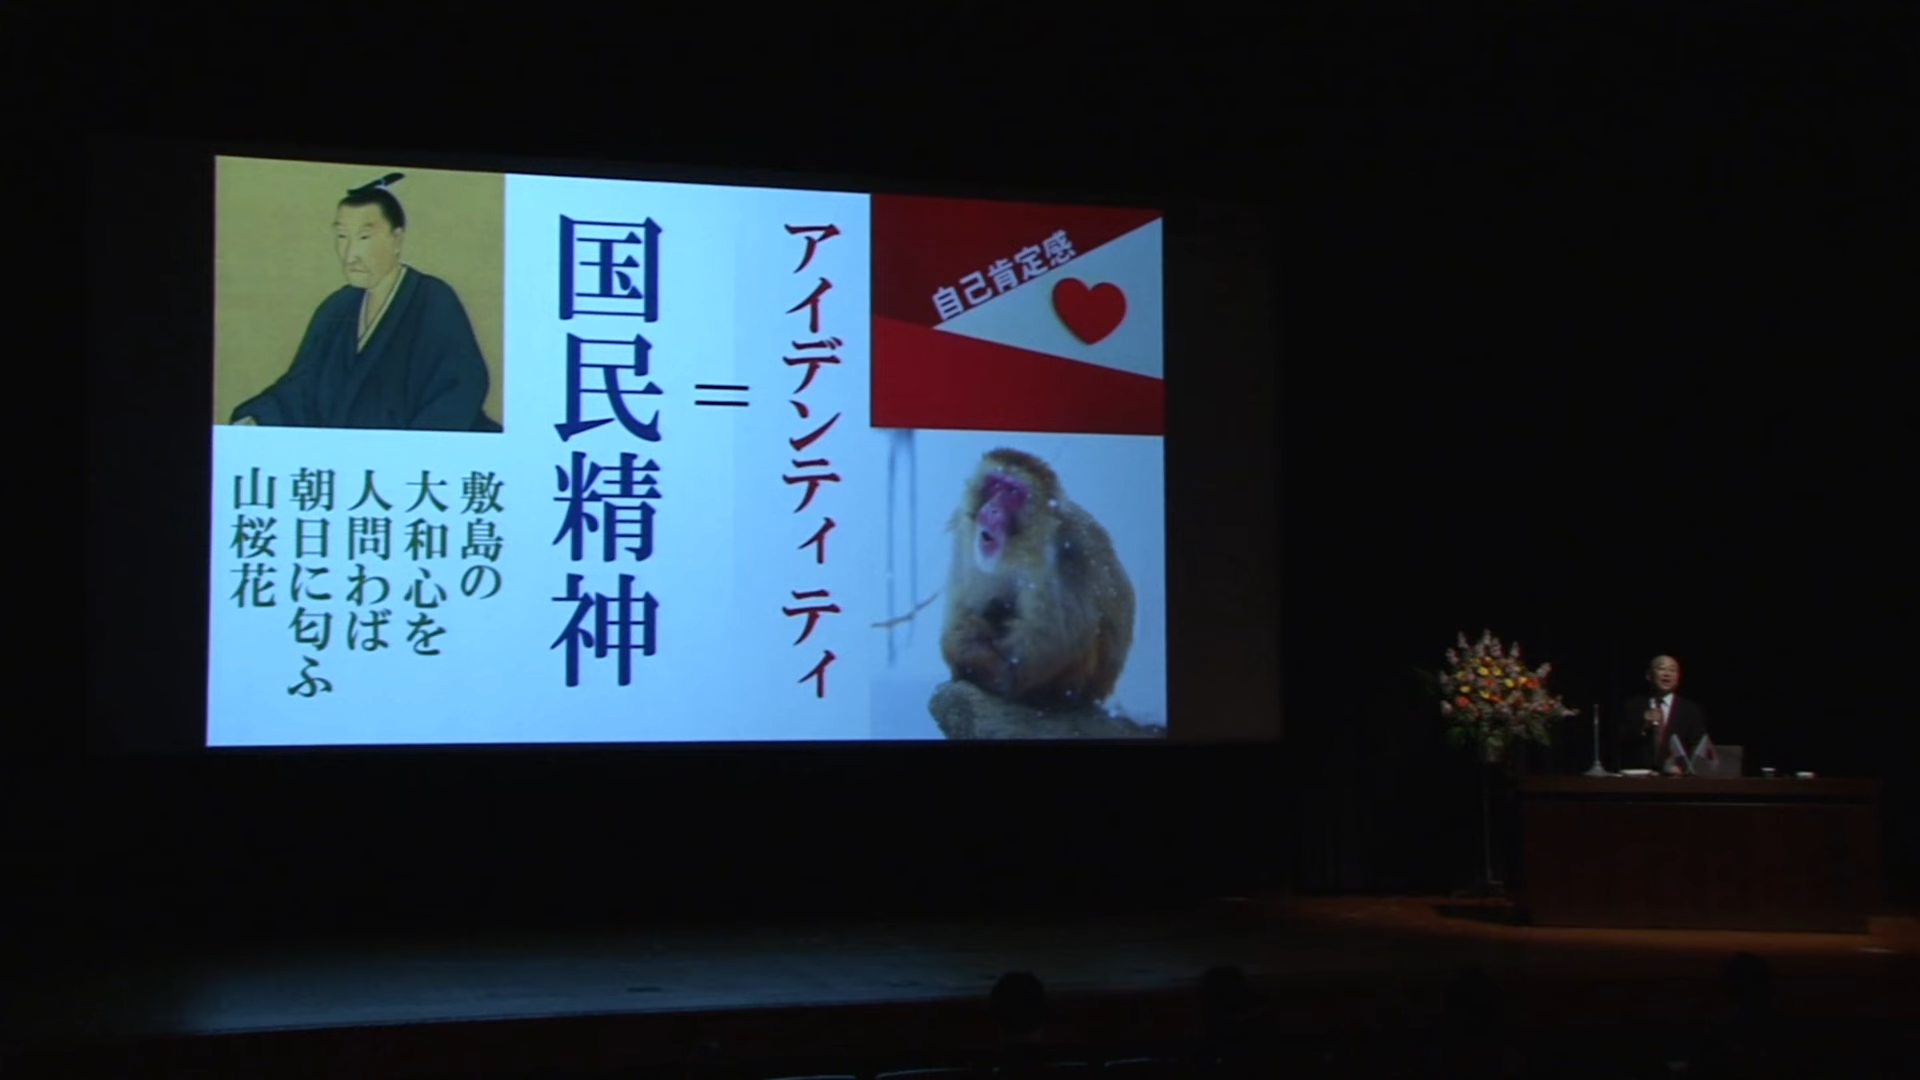 自己肯定感
アイデンティティ
=
国民精神
敷島の
大和心を
人問わば
朝日に匂ふ
山桜花